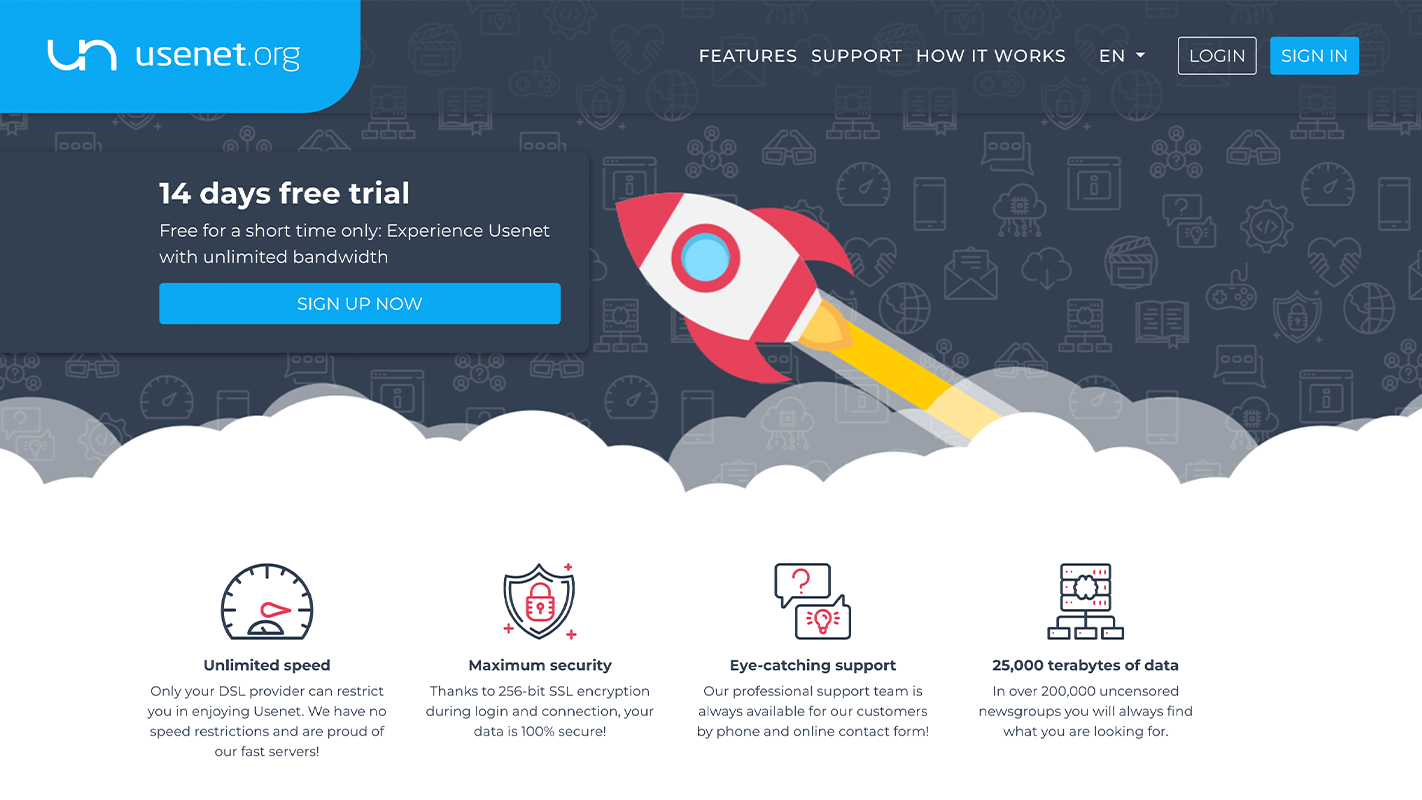 un usenet.org
FEATURES SUPPORT HOW IT WORKS EN LOGIN SIGN IN
14 days free trial
Free for a short time only: Experience Usenet
with unlimited bandwidth
SIGN UP NOW
Unlimited speed
Only your DSL provider can restrict
you in enjoying Usenet. We have no
speed restrictions and are proud of
our fast servers!
Maximum security
Thanks to 256-bit SSL encryption
during login and connection, your
data is 100% secure!
Eye-catching support
Our professional support team is
always available for our customers
by phone and online contact form!
25,000 terabytes of data
In over 200,000 uncensored
newsgroups you will always find
what you are looking for.